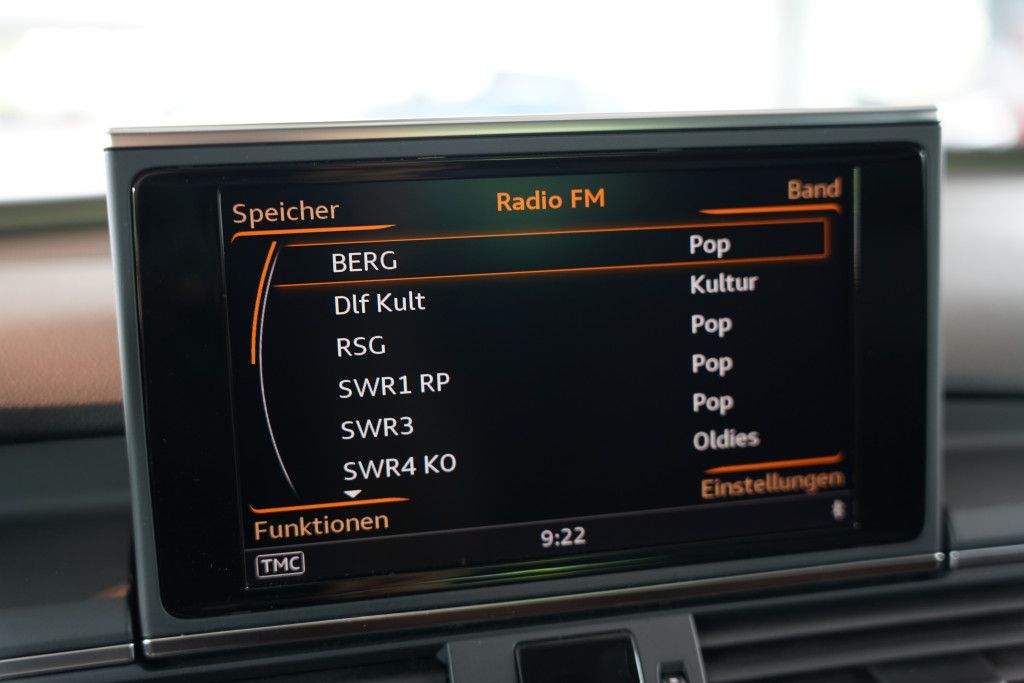 Speicher Radio FM Band
BERG Pop
Dlf Kult Kultur
RSG Pop
SWR1 RP Pop
SWR3 Pop
SWR4 KO Oldies
Funktionen Einstellungen
TMC 9:22